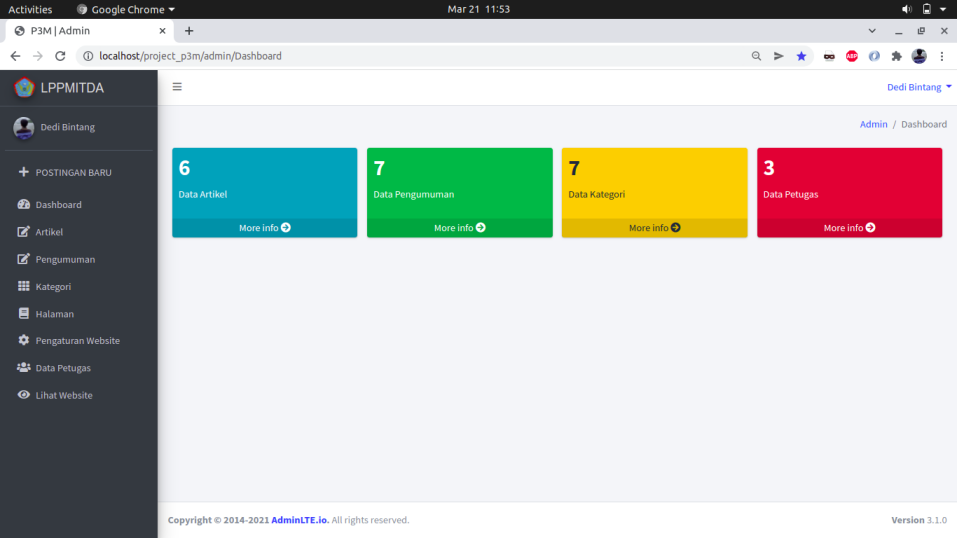 Activities Google Chrome Mar 21 11:53
P3M | Admin
localhost/project_p3m/admin/Dashboard
ABP
LPPMITDA
Dedi Bintang
Dedi Bintang
Admin / Dashboard
6
Data Artikel
More info
7
Data Pengumuman
More info
7
Data Kategori
More info
3
Data Petugas
More info
POSTINGAN BARU
Dashboard
Artikel
Pengumuman
Kategori
Halaman
Pengaturan Website
Data Petugas
Lihat Website
Copyright © 2014-2021 AdminLTE.io. All rights reserved.
Version 3.1.0